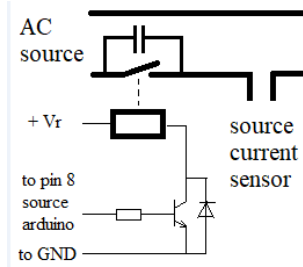 AC
source
+ Vr
source
current
sensor
to pin 8
source
arduino
to GND